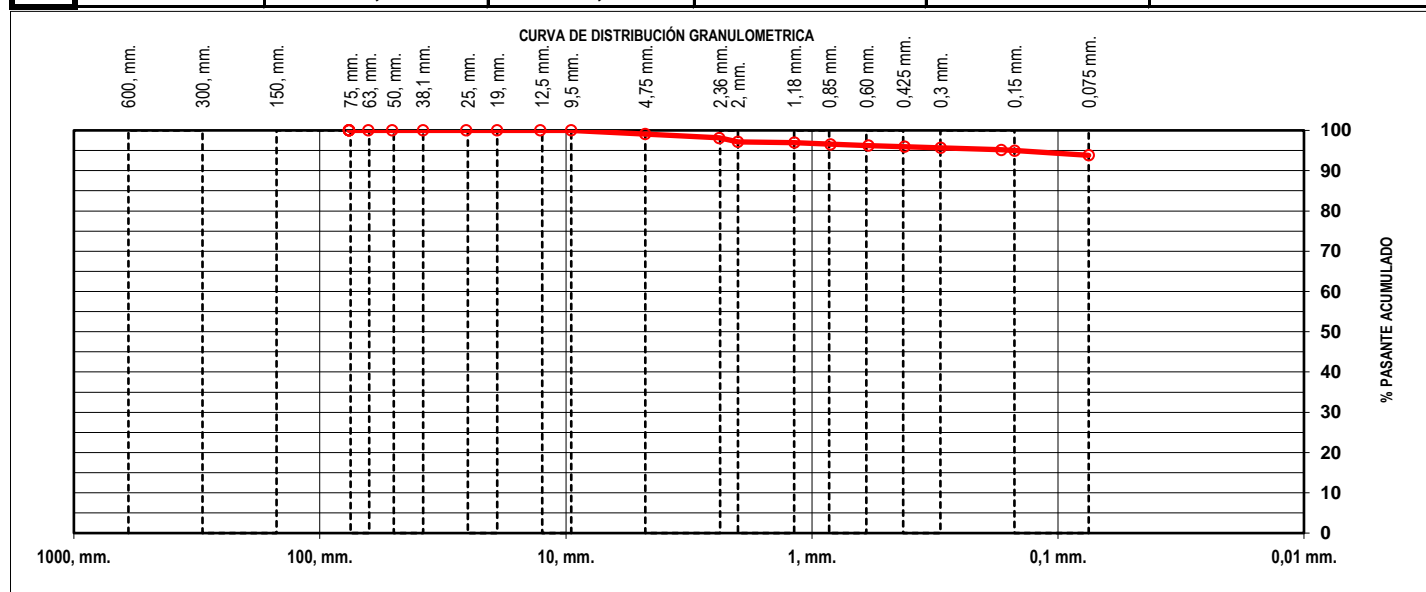 CURVA DE DISTRIBUCIÓN GRANULOMETRICA
600, mm.
300, mm.
150, mm.
75, mm.
63, mm.
50, mm.
38,1 mm.
25, mm.
19, mm.
12,5 mm.
9,5 mm.
4,75 mm.
2,36 mm.
2, mm.
1,18 mm.
0,85 mm.
0,60 mm.
0,425 mm.
0,3 mm.
0,15 mm.
0,075 mm.
100
90
80
70
60
50
40
30
20
10
0
% PASANTE ACUMULADO
1000, mm.
100, mm.
10, mm.
1, mm.
0,1 mm.
0,01 mm.